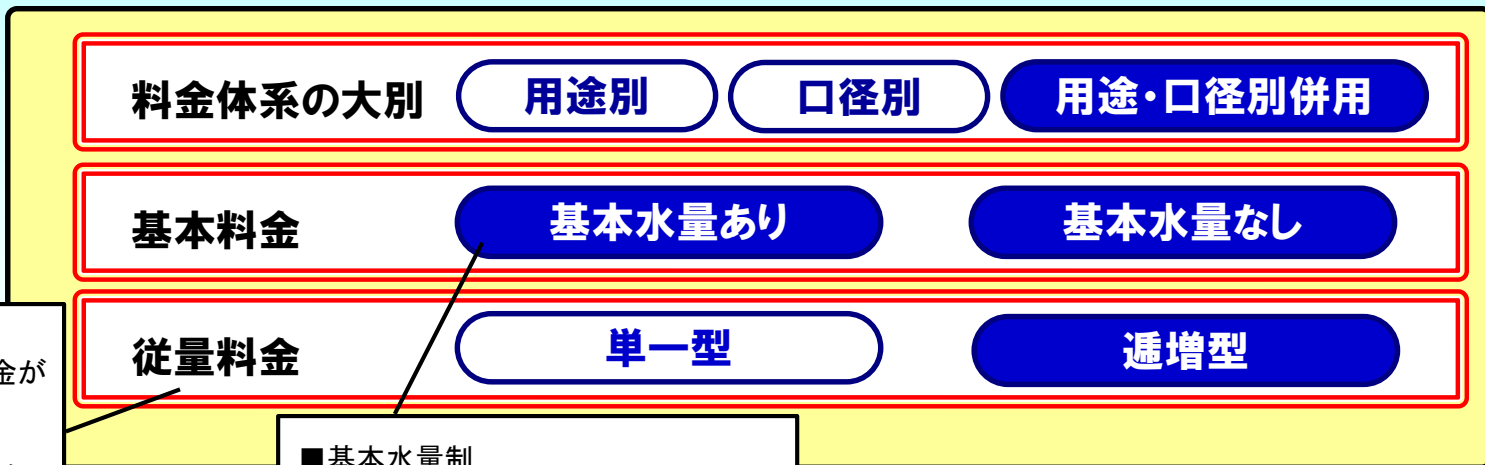 料金体系の大別 用途別 口径別 用途・口径別併用
基本料金 基本水量あり 基本水量なし
従量料金 単一型 逓増型
金が
■基本水量制